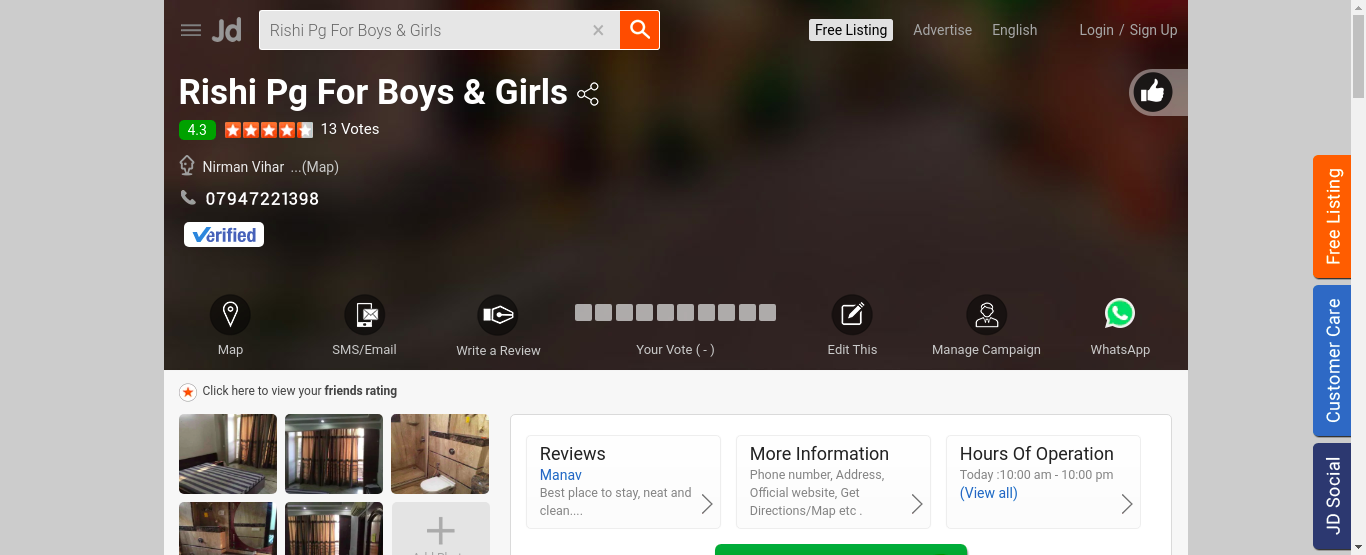 Jd
Rishi Pg For Boys & Girls
Free Listing
Advertise
English
Login / Sign Up
Rishi Pg For Boys & Girls
4.3
13 Votes
Nirman Vihar ...(Map)
07947221398
Verified
Map
SMS/Email
Write a Review
Your Vote ( - )
Edit This
Manage Campaign
WhatsApp
Click here to view your friends rating
Reviews
Manav
Best place to stay, neat and
clean....
More Information
Phone number, Address,
Official website, Get
Directions/Map etc .
Hours Of Operation
Today :10:00 am - 10:00 pm
(View all)
Free Listing
Customer Care
JD Social